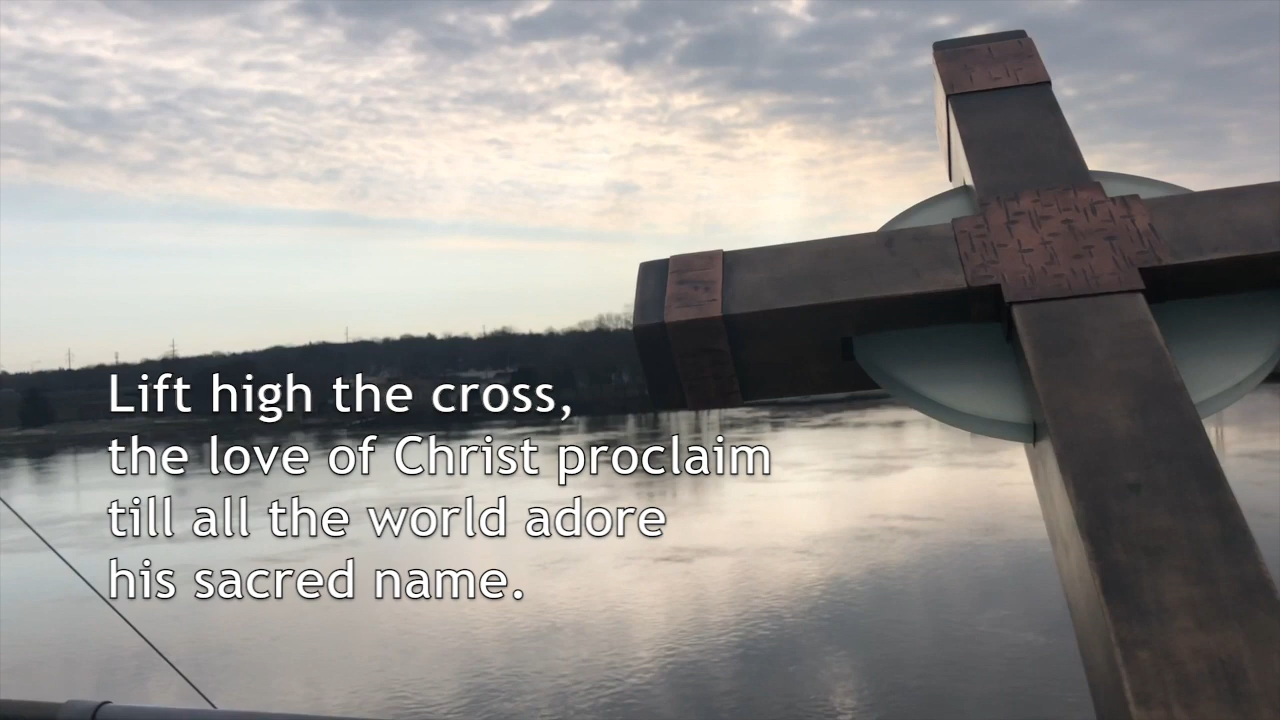 Lift high the cross,
the love of Christ proclaim
till all the world adore
his sacred name.